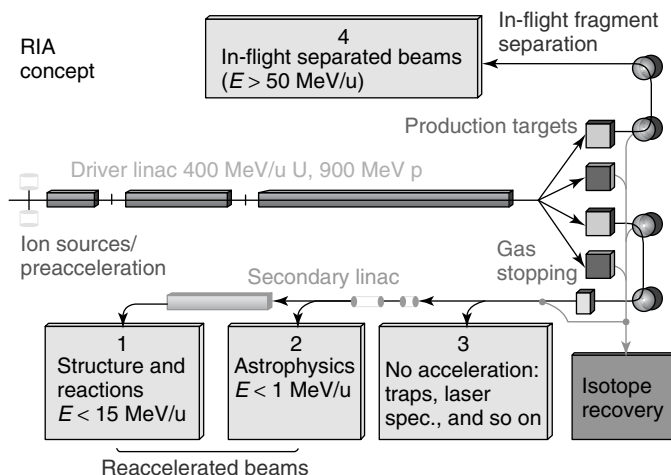 RIA
concept
4
In-flight separated beams
(E > 50 MeV/u)
In-flight fragment
separation
Production targets
Driver linac 400 MeV/u U, 900 MeV p
Ion sources/
preacceleration
Gas
stopping
Secondary linac
1
Structure and
reactions
E < 15 MeV/u
2
Astrophysics
E < 1 MeV/u
3
No acceleration:
traps, laser
spec., and so on
Isotope
recovery
Reaccelerated beams